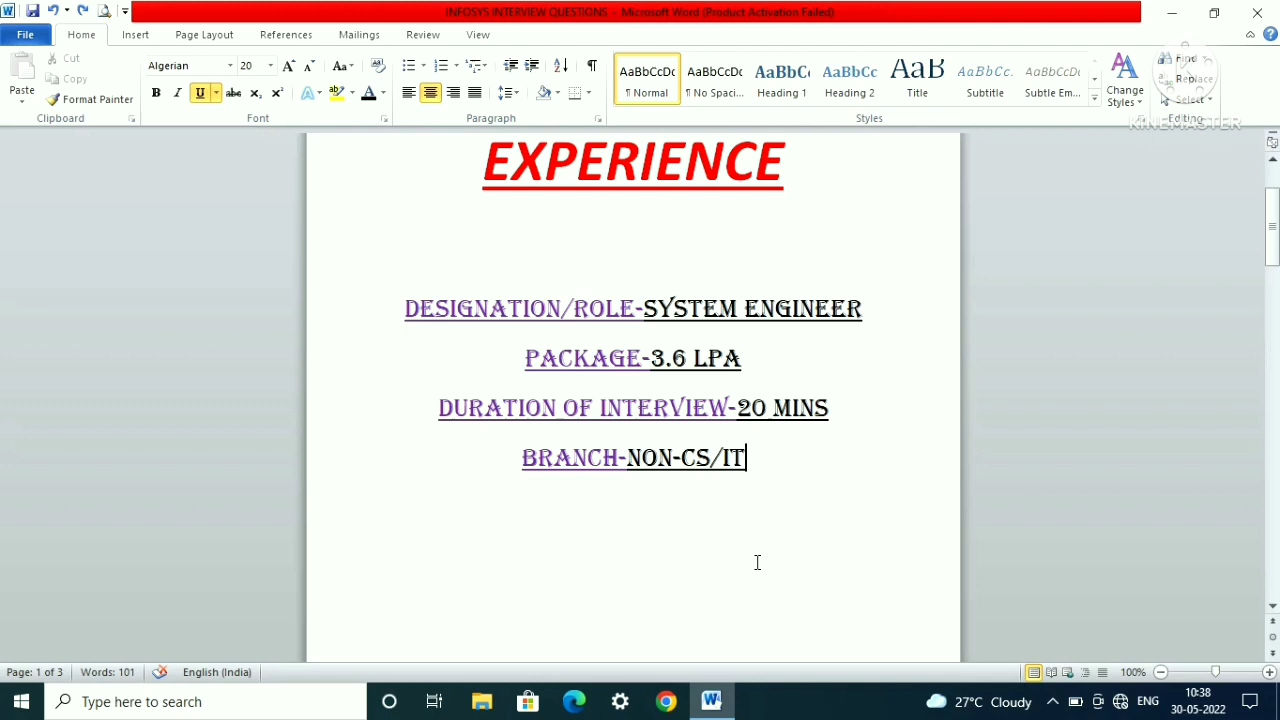 INFOSYS INTERVIEW QUESTIONS - Microsoft Word (Product Activation Failed)
File Home Insert Page Layout References Mailings Review View
Cut
Copy
Format Painter
Paste
Clipboard
Algerian 20
Font
Paragraph
AaBbCcDc AaBbCcDc AaBbCc AaBbCc AaB AaBbCc. AaBbCcDc
¶ Normal ¶ No Spaci... Heading 1 Heading 2 Title Subtitle Subtle Em...
Change Styles
Styles
Find
Replace
Select
Editing
KINEMASTER
EXPERIENCE
DESIGNATION/ROLE-SYSTEM ENGINEER
PACKAGE-3.6 LPA
DURATION OF INTERVIEW-20 MINS
BRANCH-NON-CS/IT
Page: 1 of 3 Words: 101 English (India) 100%
Type here to search
27°C Cloudy ENG 10:38
30-05-2022